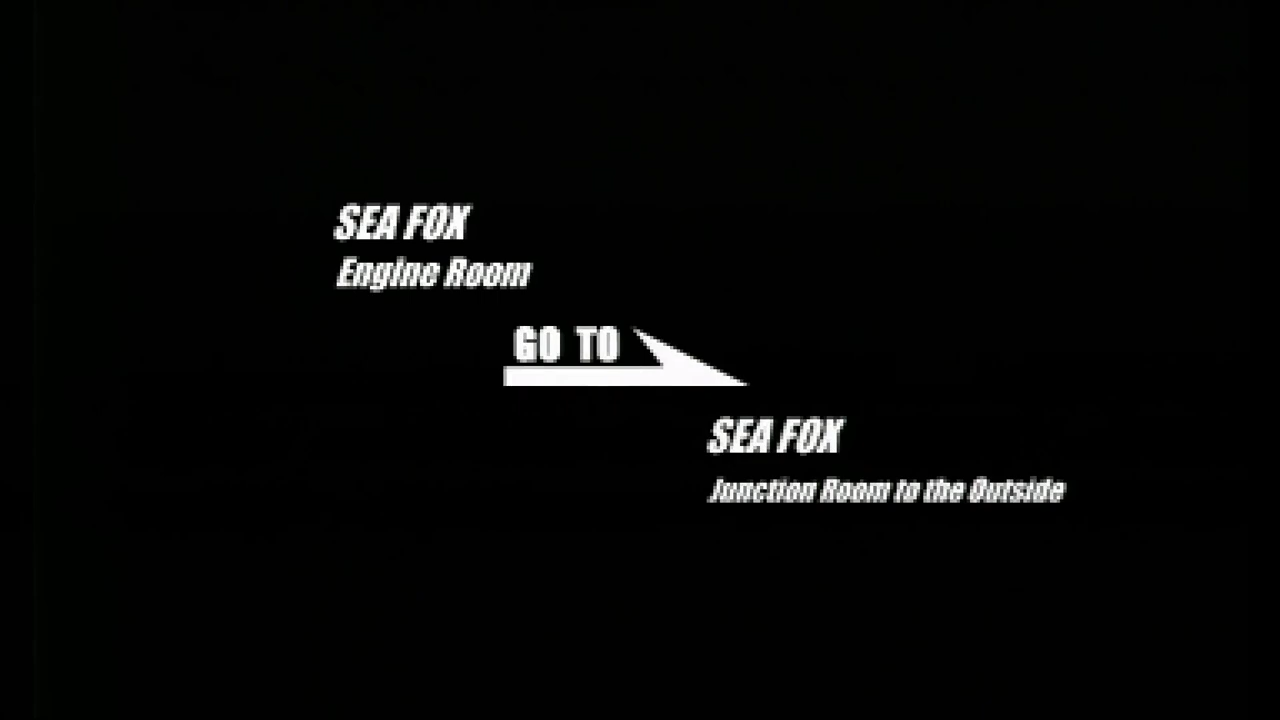 SEA FOX
Engine Room
GO TO
SEA FOX
Junction Room to the Outside